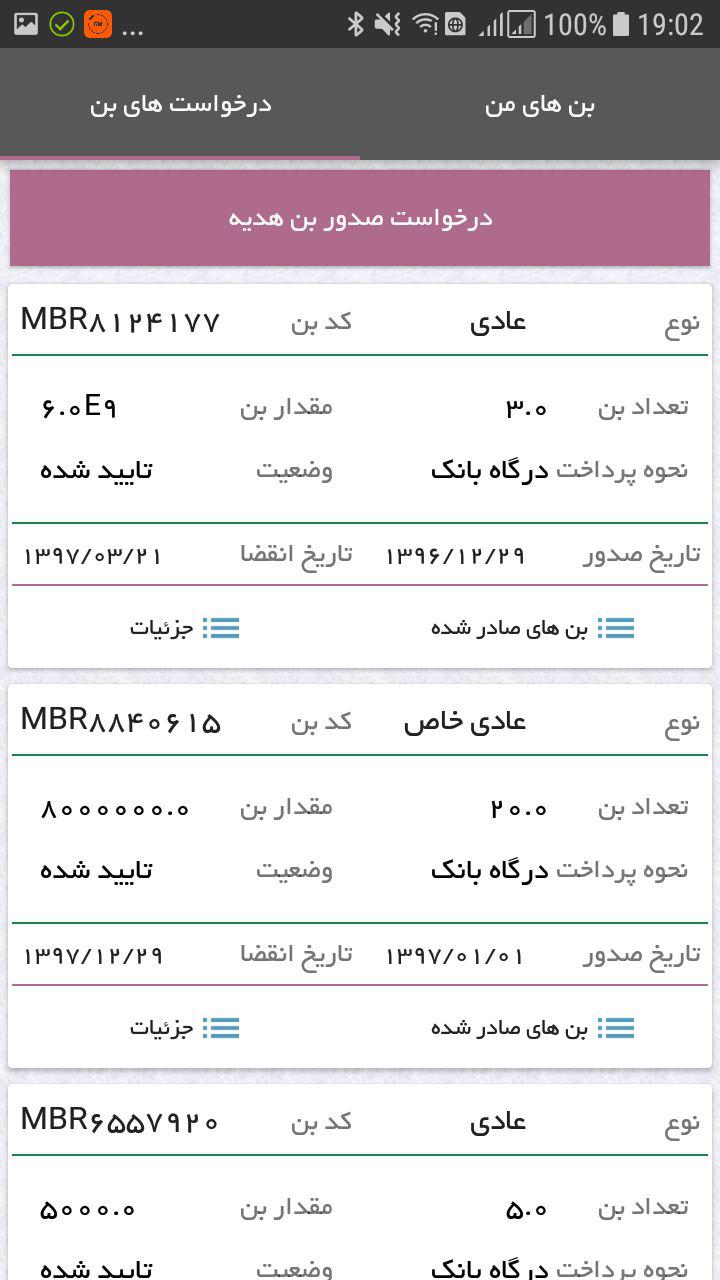 ... 100% 19:02
بن های من درخواست های بن
درخواست صدور بن هدیه
نوع عادی کد بن MBR۸۱۲۴۱۷۷
تعداد بن ۳.۰ مقدار بن ۶.۰E۹
نحوه پرداخت درگاه بانک وضعیت تایید شده
تاریخ صدور ۱۳۹۶/۱۲/۲۹ تاریخ انقضا ۱۳۹۷/۰۳/۲۱
بن های صادر شده جزئیات
نوع عادی خاص کد بن MBR۸۸۴۰۶۱۵
تعداد بن ۲۰.۰ مقدار بن ۸۰۰۰۰۰۰.۰
نحوه پرداخت درگاه بانک وضعیت تایید شده
تاریخ صدور ۱۳۹۷/۰۱/۰۱ تاریخ انقضا ۱۳۹۷/۱۲/۲۹
بن های صادر شده جزئیات
نوع عادی کد بن MBR۶۵۵۷۹۲۰
تعداد بن ۵.۰ مقدار بن ۵۰۰۰.۰
نحوه پرداخت درگاه بانک وضعیت تایید شده